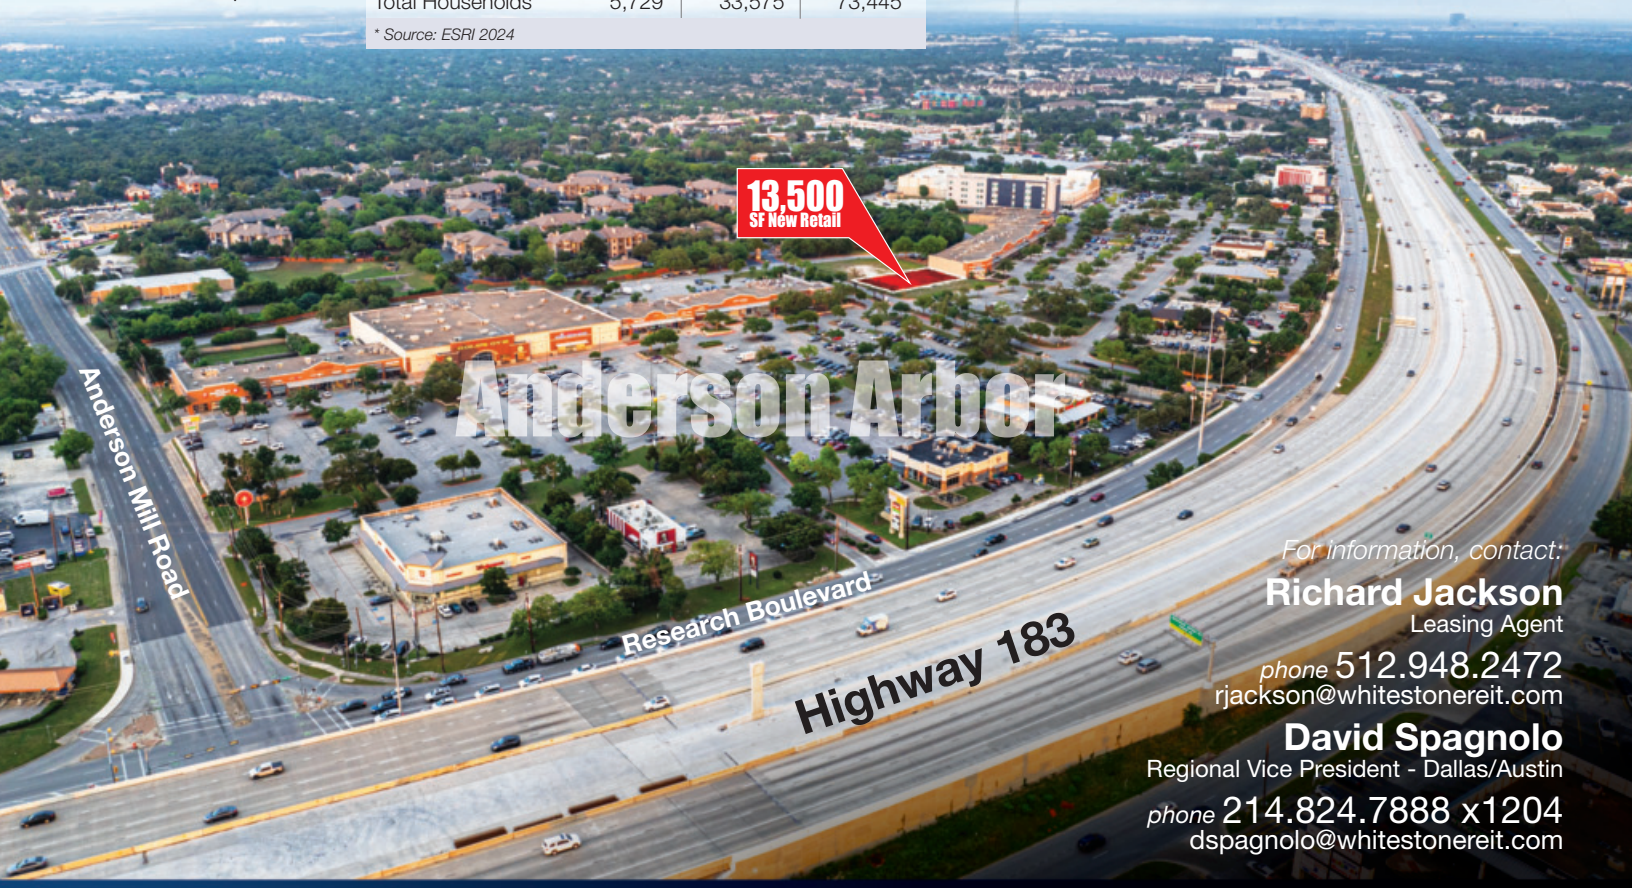 Total Households 5,729 33,575 73,445
* Source: ESRI 2024
13,500
SF New Retail
Anderson Arbor
Anderson Mill Road
Research Boulevard
Highway 183
For information, contact:
Richard Jackson
Leasing Agent
phone 512.948.2472
rjackson@whitestonereit.com
David Spagnolo
Regional Vice President - Dallas/Austin
phone 214.824.7888 x1204
dspagnolo@whitestonereit.com